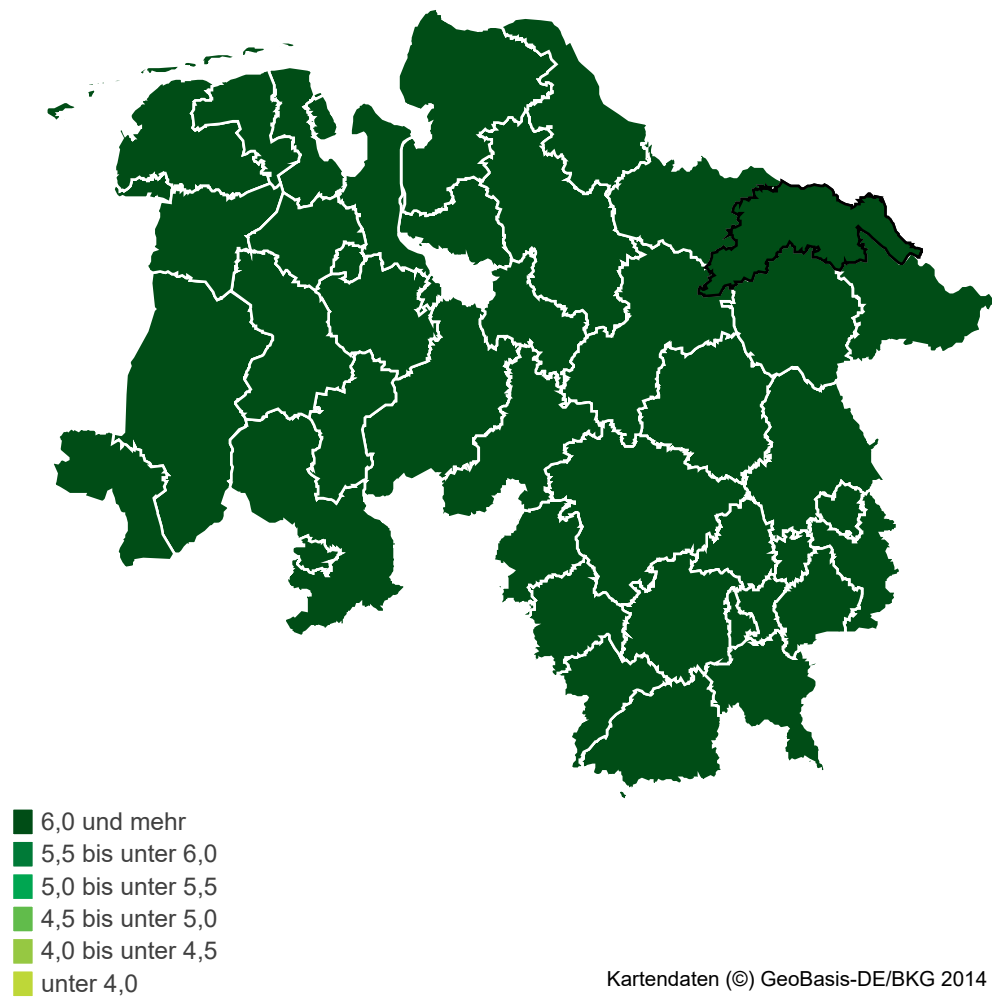 6,0 und mehr
5,5 bis unter 6,0
5,0 bis unter 5,5
4,5 bis unter 5,0
4,0 bis unter 4,5
unter 4,0
Kartendaten (©) GeoBasis-DE/BKG 2014